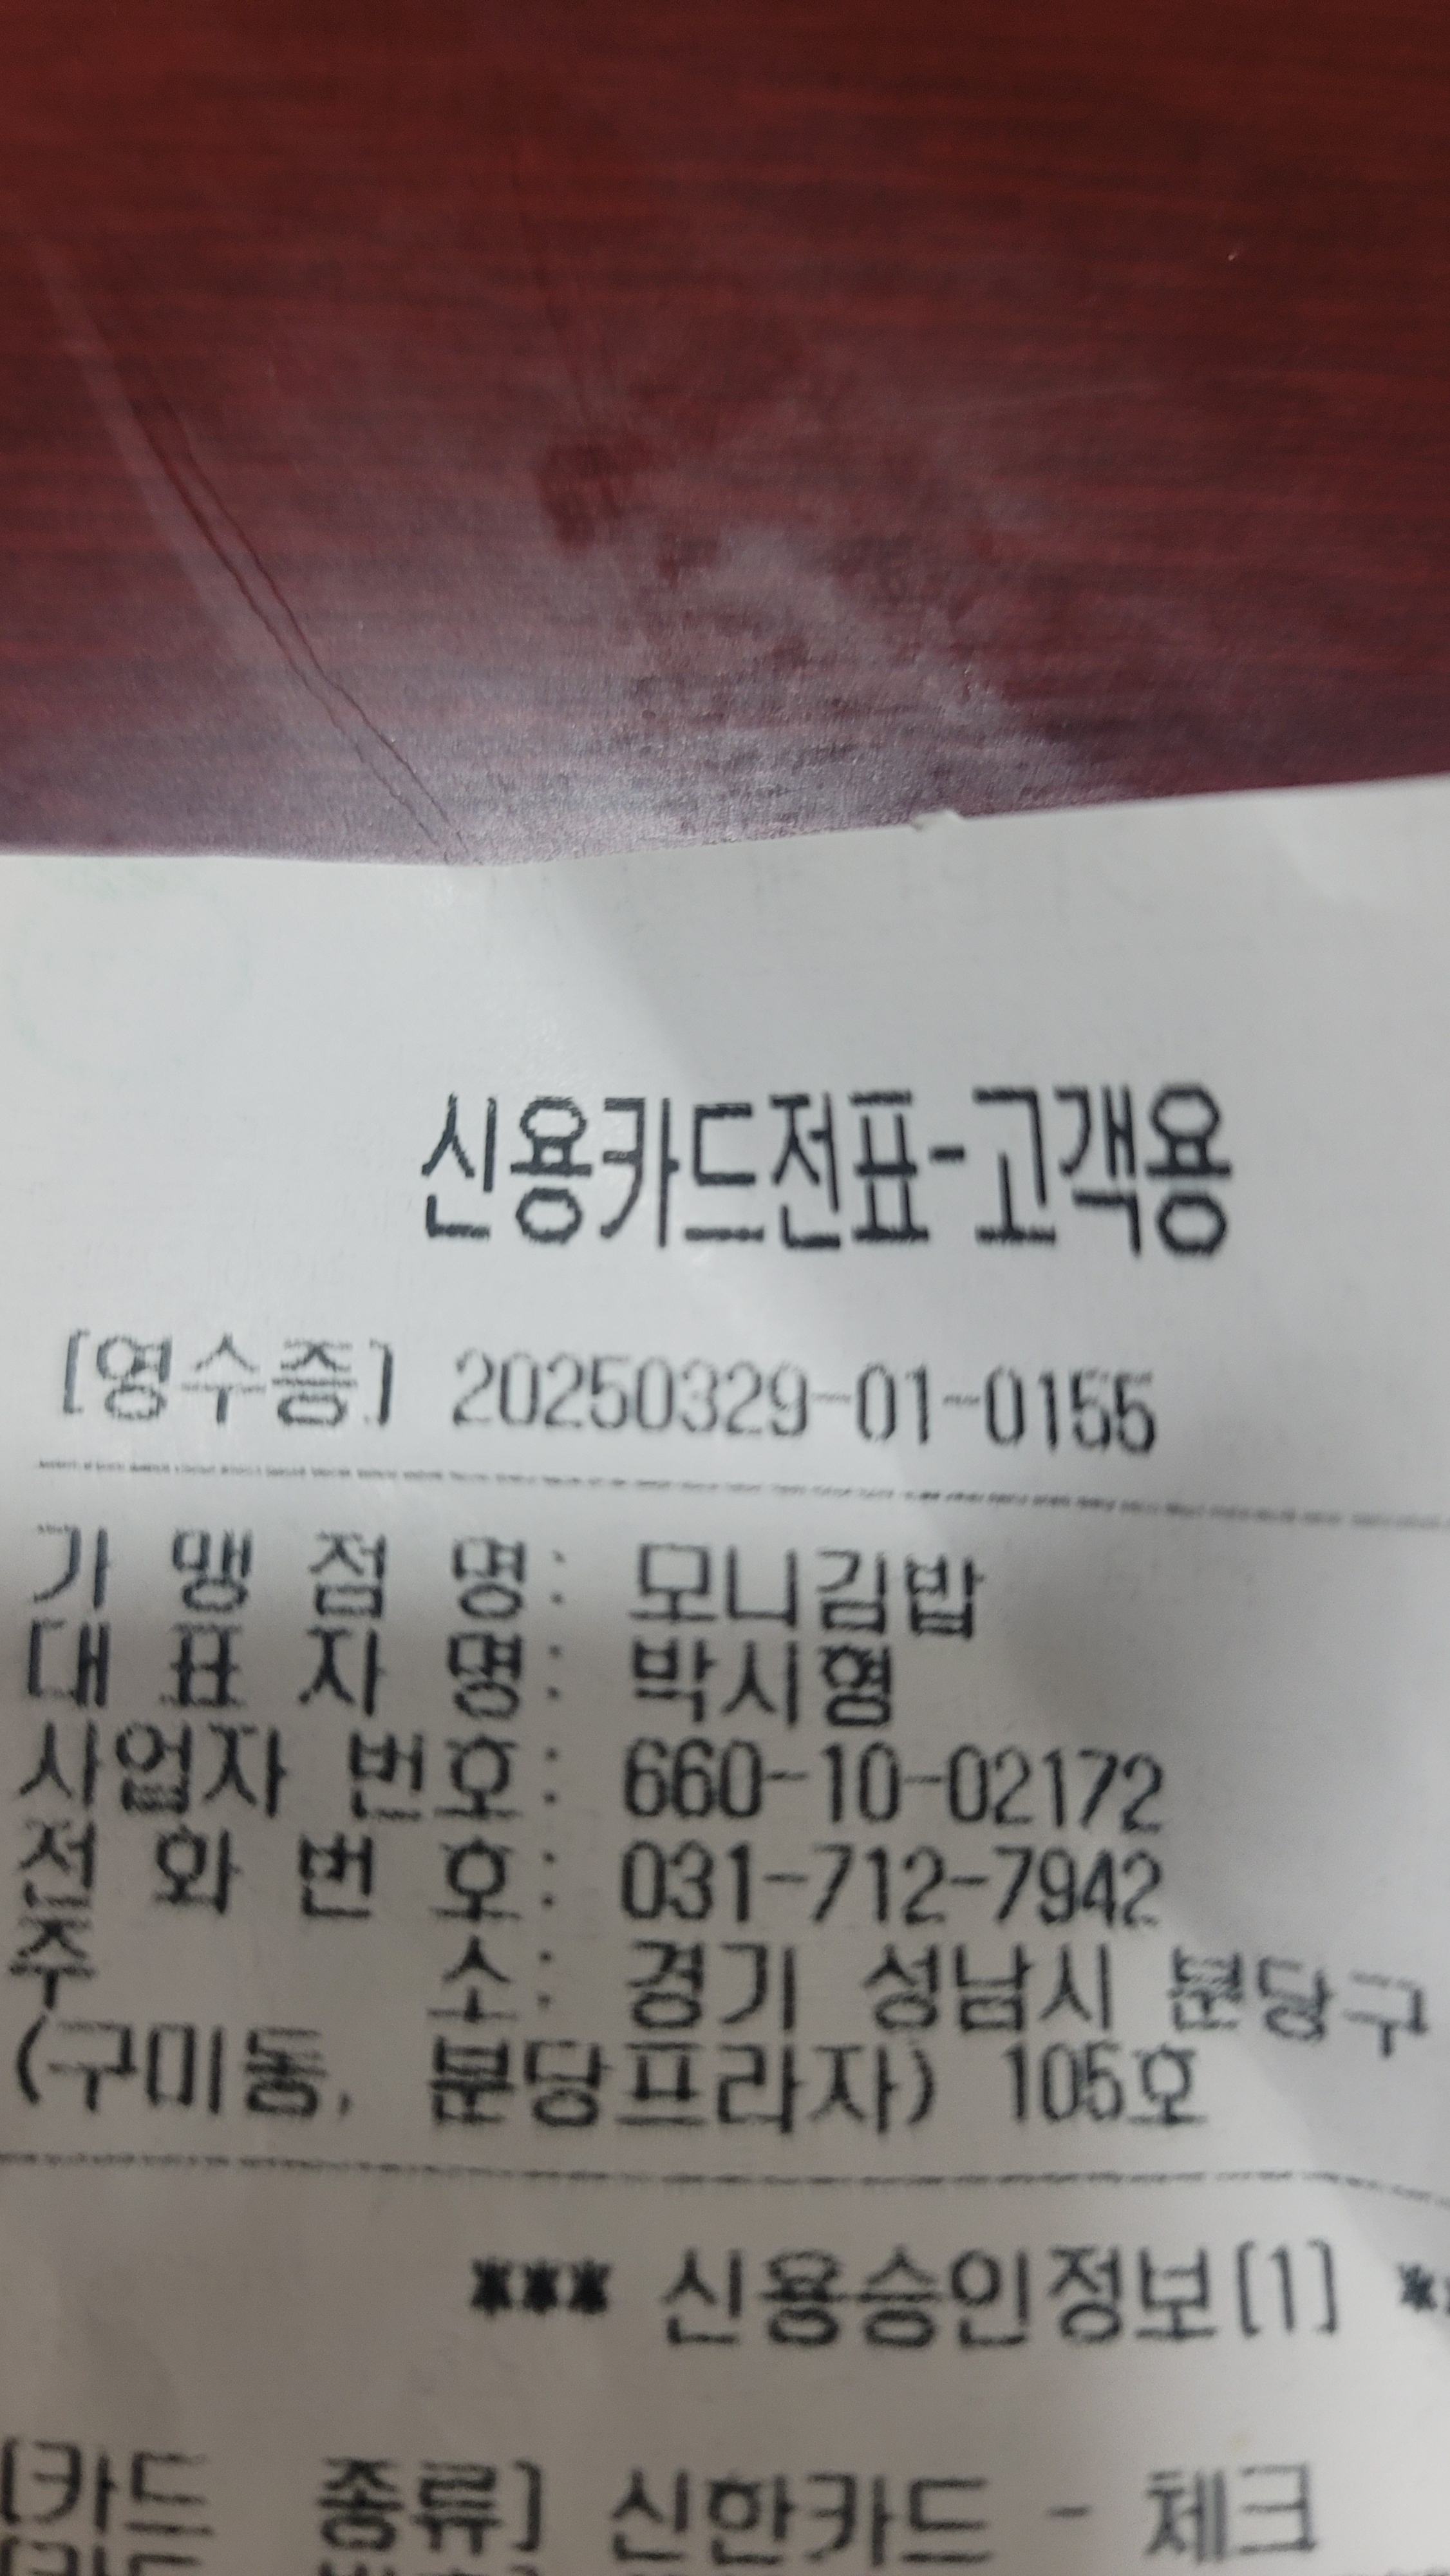 신용카드전표-고객용
[영수증] 20250329-01-0155
가 맹 점 명: 모니김밥
대 표 자 명: 박시형
사업자 번호: 660-10-02172
전 화 번 호: 031-712-7942
주 소: 경기 성남시 분당구
(구미동, 분당프라자) 105호
*** 신용승인정보[1] **
[카드 종류] 신한카드 - 체크